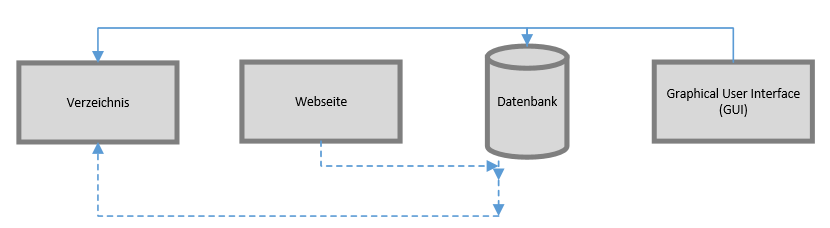 Verzeichnis
Webseite
Datenbank
Graphical User Interface
(GUI)